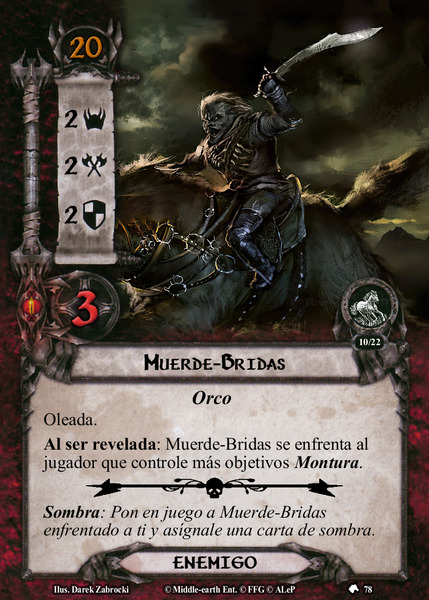 20
2
2
2
3
10/22
Muerde-Bridas
Orco
Oleada.
Al ser revelada: Muerde-Bridas se enfrenta al
jugador que controle más objetivos Montura.
Sombra: Pon en juego a Muerde-Bridas
enfrentado a ti y asígnale una carta de sombra.
ENEMIGO
Ilus. Darek Zabrocki © Middle-earth Ent. © FFG © ALeP 78